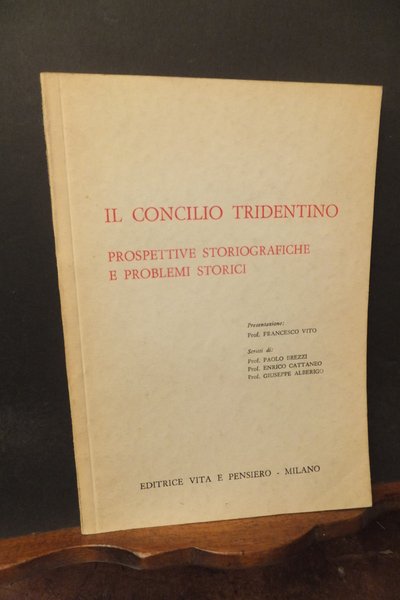 IL CONCILIO TRIDENTINO
PROSPETTIVE STORIOGRAFICHE
E PROBLEMI STORICI
Presentazione:
Prof. FRANCESCO VITO
Scritti di:
Prof. PAOLO BREZZI
Prof. ENRICO CATTANEO
Prof. GIUSEPPE ALBERIGO
EDITRICE VITA E PENSIERO - MILANO